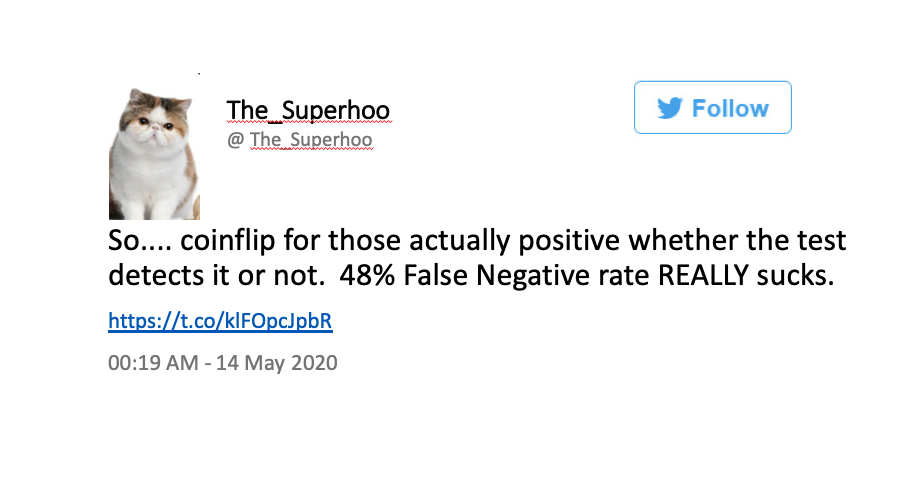 The_Superhoo
Follow
@ The_Superhoo
So.... coinflip for those actually positive whether the test
detects it or not.  48% False Negative rate REALLY sucks.
https://t.co/klFOpcJpbR
00:19 AM - 14 May 2020